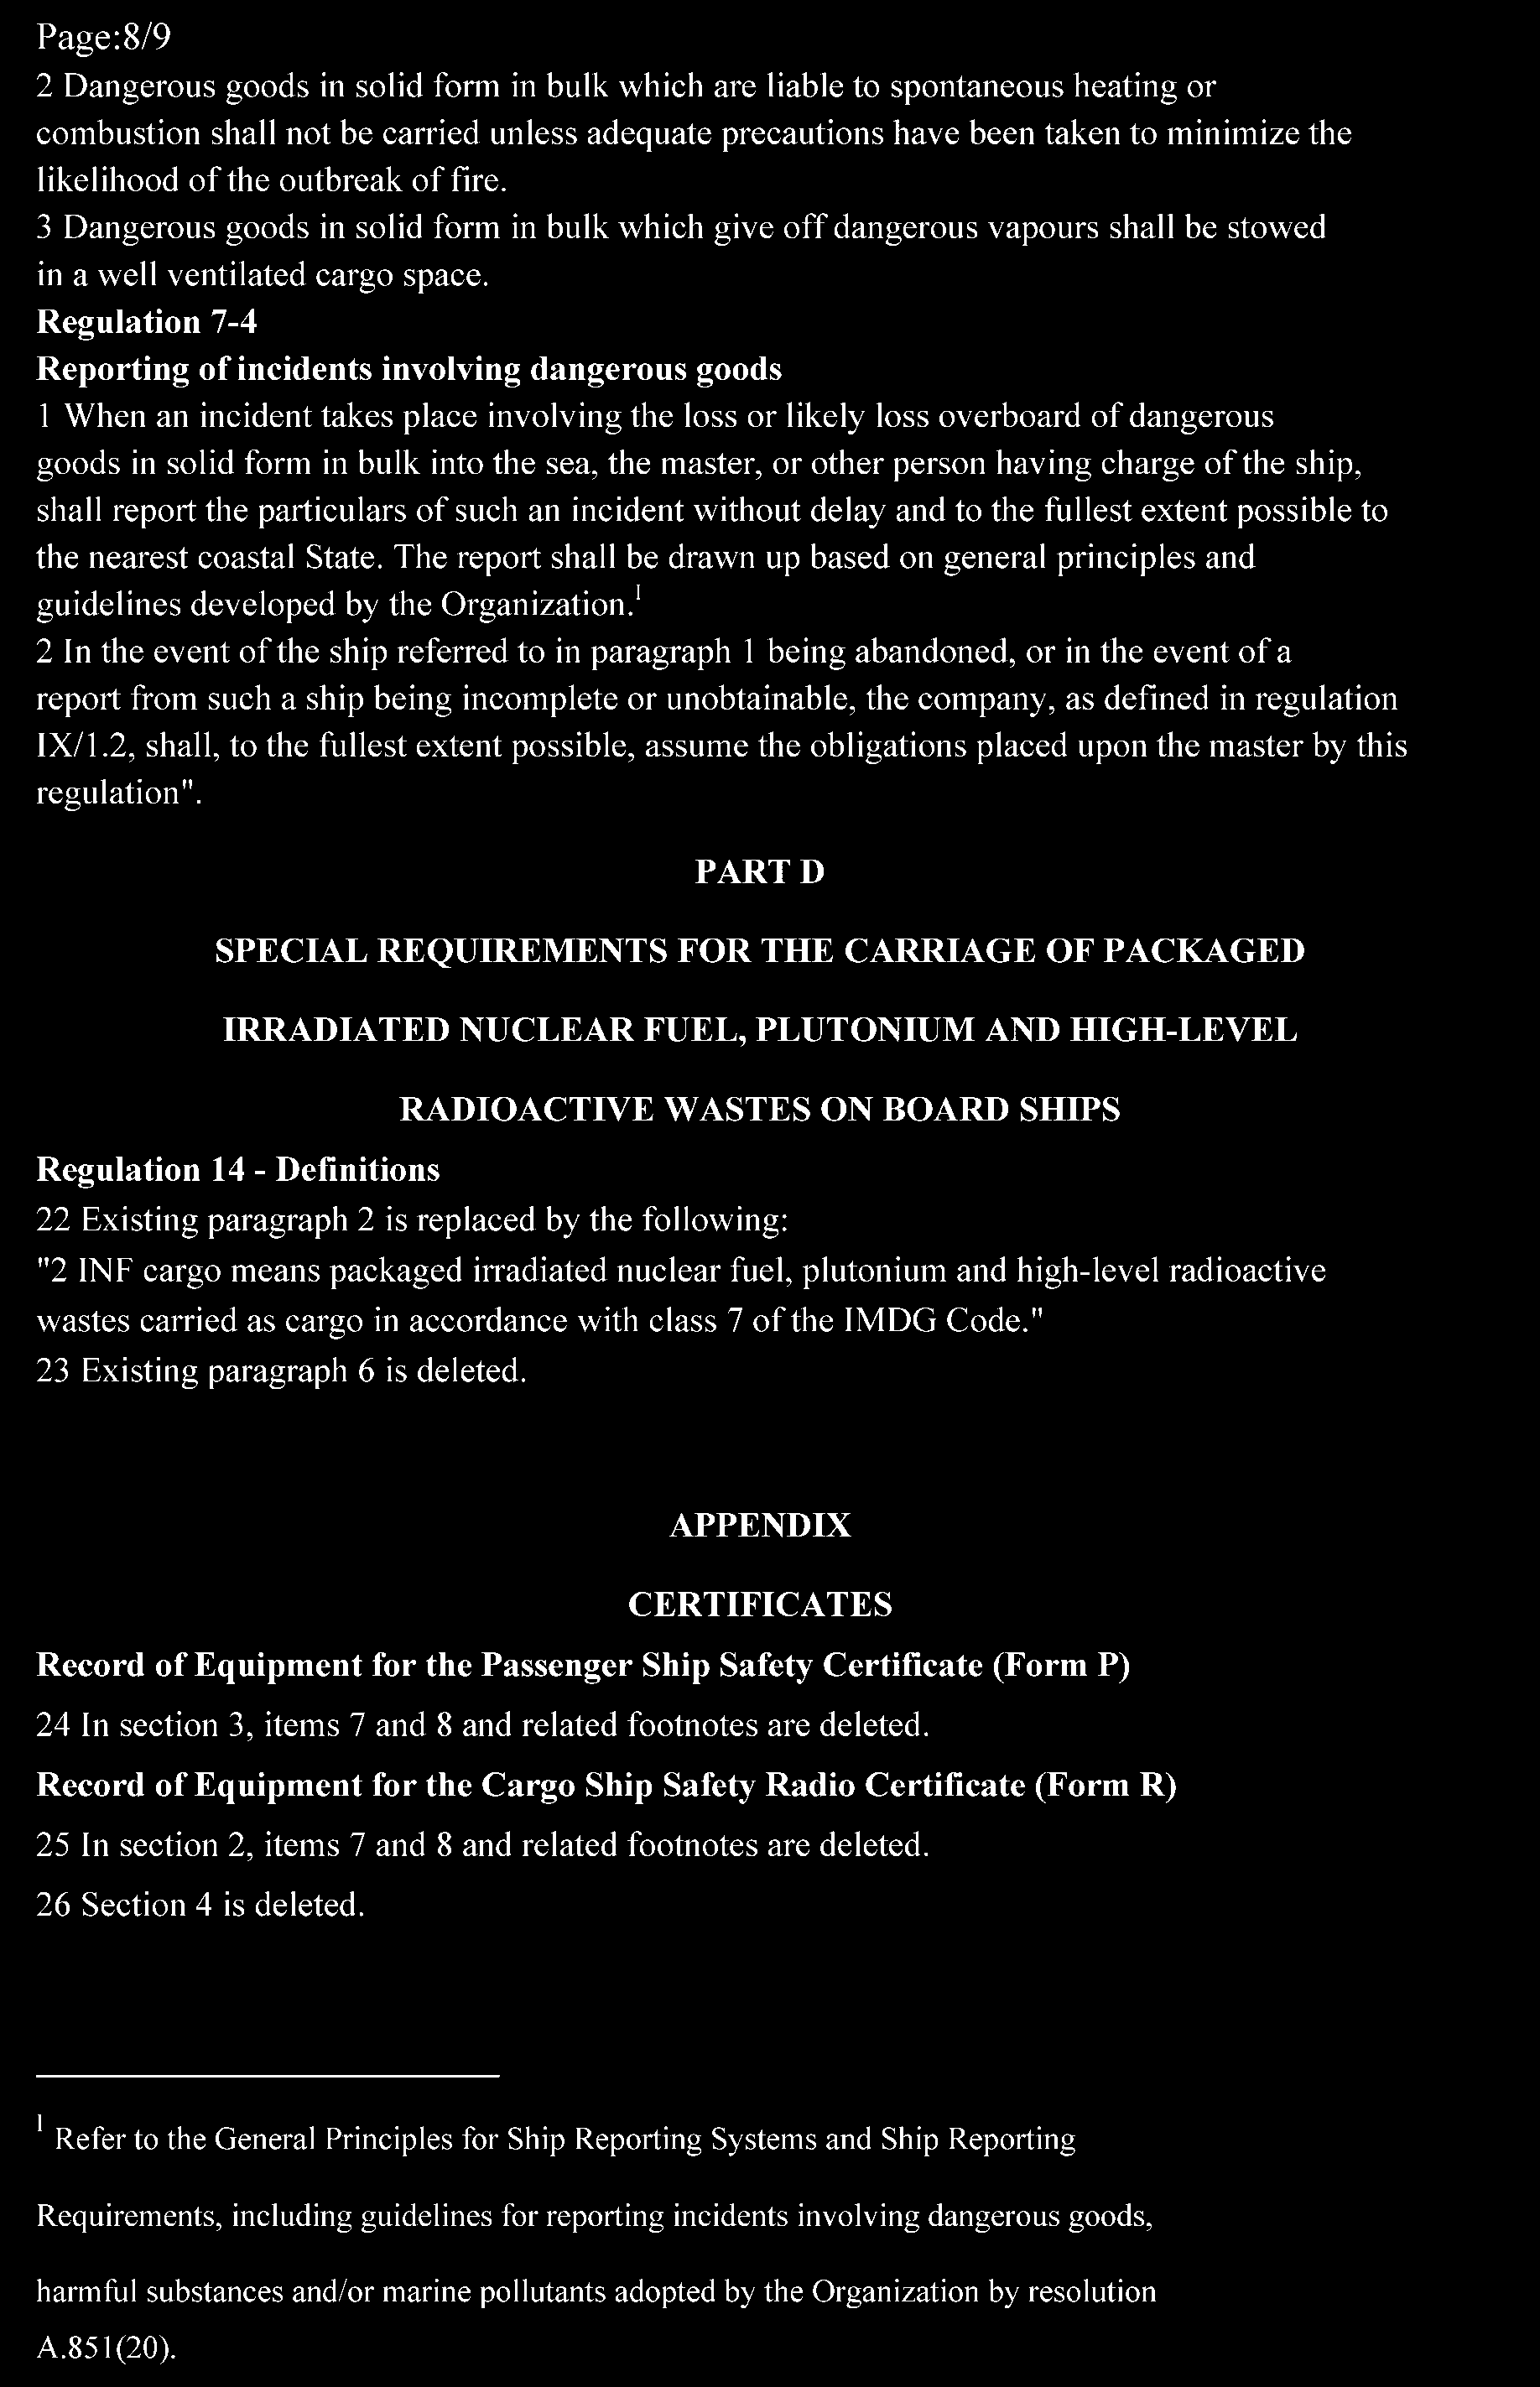 Page:8/9
2 Dangerous goods in solid form in bulk which are liable to spontaneous heating or
combustion shall not be carried unless adequate precautions have been taken to minimize the
likelihood of the outbreak of fire.
3 Dangerous goods in solid form in bulk which give off dangerous vapours shall be stowed
in a well ventilated cargo space.
Regulation 7-4
Reporting of incidents involving dangerous goods
1 When an incident takes place involving the loss or likely loss overboard of dangerous
goods in solid form in bulk into the sea, the master, or other person having charge of the ship,
shall report the particulars of such an incident without delay and to the fullest extent possible to
the nearest coastal State. The report shall be drawn up based on general principles and
guidelines developed by the Organization.¹
2 In the event of the ship referred to in paragraph 1 being abandoned, or in the event of a
report from such a ship being incomplete or unobtainable, the company, as defined in regulation
IX/1.2, shall, to the fullest extent possible, assume the obligations placed upon the master by this
regulation".
PART D
SPECIAL REQUIREMENTS FOR THE CARRIAGE OF PACKAGED
IRRADIATED NUCLEAR FUEL, PLUTONIUM AND HIGH-LEVEL
RADIOACTIVE WASTES ON BOARD SHIPS
Regulation 14 - Definitions
22 Existing paragraph 2 is replaced by the following:
"2 INF cargo means packaged irradiated nuclear fuel, plutonium and high-level radioactive
wastes carried as cargo in accordance with class 7 of the IMDG Code."
23 Existing paragraph 6 is deleted.
APPENDIX
CERTIFICATES
Record of Equipment for the Passenger Ship Safety Certificate (Form P)
24 In section 3, items 7 and 8 and related footnotes are deleted.
Record of Equipment for the Cargo Ship Safety Radio Certificate (Form R)
25 In section 2, items 7 and 8 and related footnotes are deleted.
26 Section 4 is deleted.
¹ Refer to the General Principles for Ship Reporting Systems and Ship Reporting
Requirements, including guidelines for reporting incidents involving dangerous goods,
harmful substances and/or marine pollutants adopted by the Organization by resolution
A.851(20).